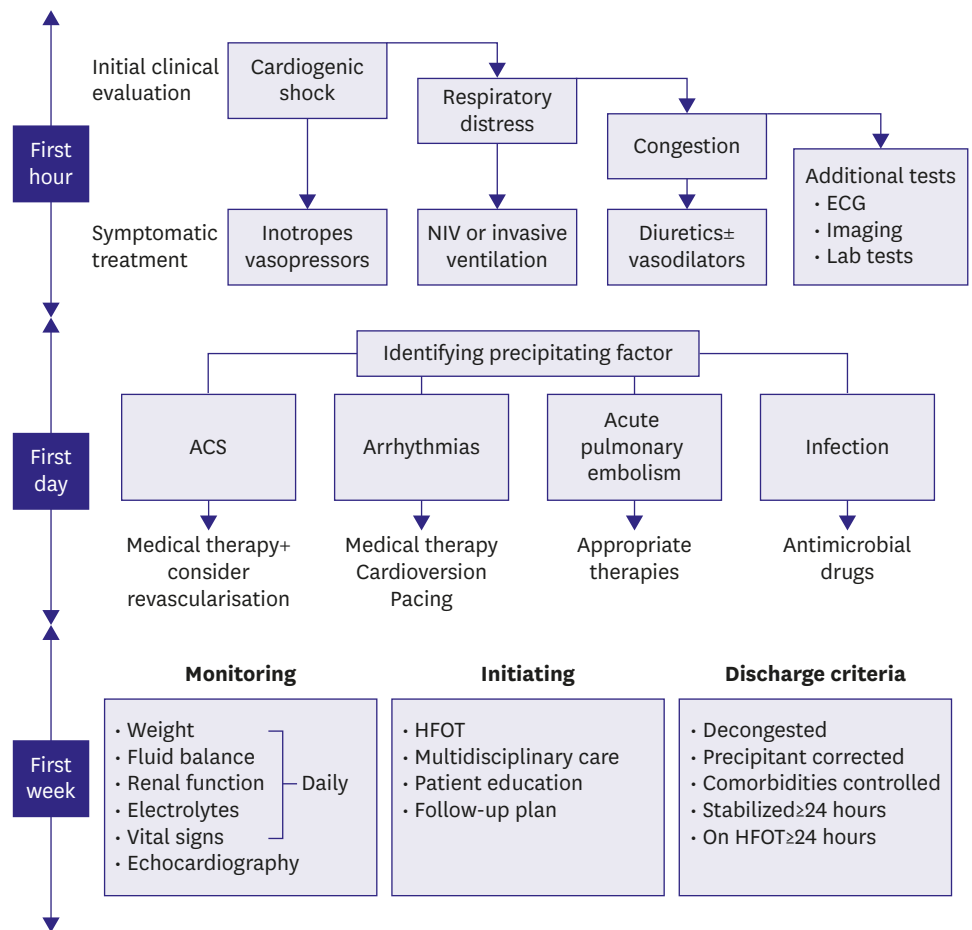 First
hour
Initial clinical
evaluation
Cardiogenic
shock
Respiratory
distress
Congestion
Additional tests
· ECG
· Imaging
· Lab tests
Symptomatic
treatment
Inotropes
vasopressors
NIV or invasive
ventilation
Diuretics±
vasodilators
First
day
Identifying precipitating factor
ACS
Arrhythmias
Acute
pulmonary
embolism
Infection
Medical therapy+
consider
revascularisation
Medical therapy
Cardioversion
Pacing
Appropriate
therapies
Antimicrobial
drugs
First
week
Monitoring
· Weight
· Fluid balance
· Renal function
· Electrolytes
· Vital signs
Daily
· Echocardiography
Initiating
· HFOT
· Multidisciplinary care
· Patient education
· Follow-up plan
Discharge criteria
· Decongested
· Precipitant corrected
· Comorbidities controlled
· Stabilized≥24 hours
· On HFOT≥24 hours